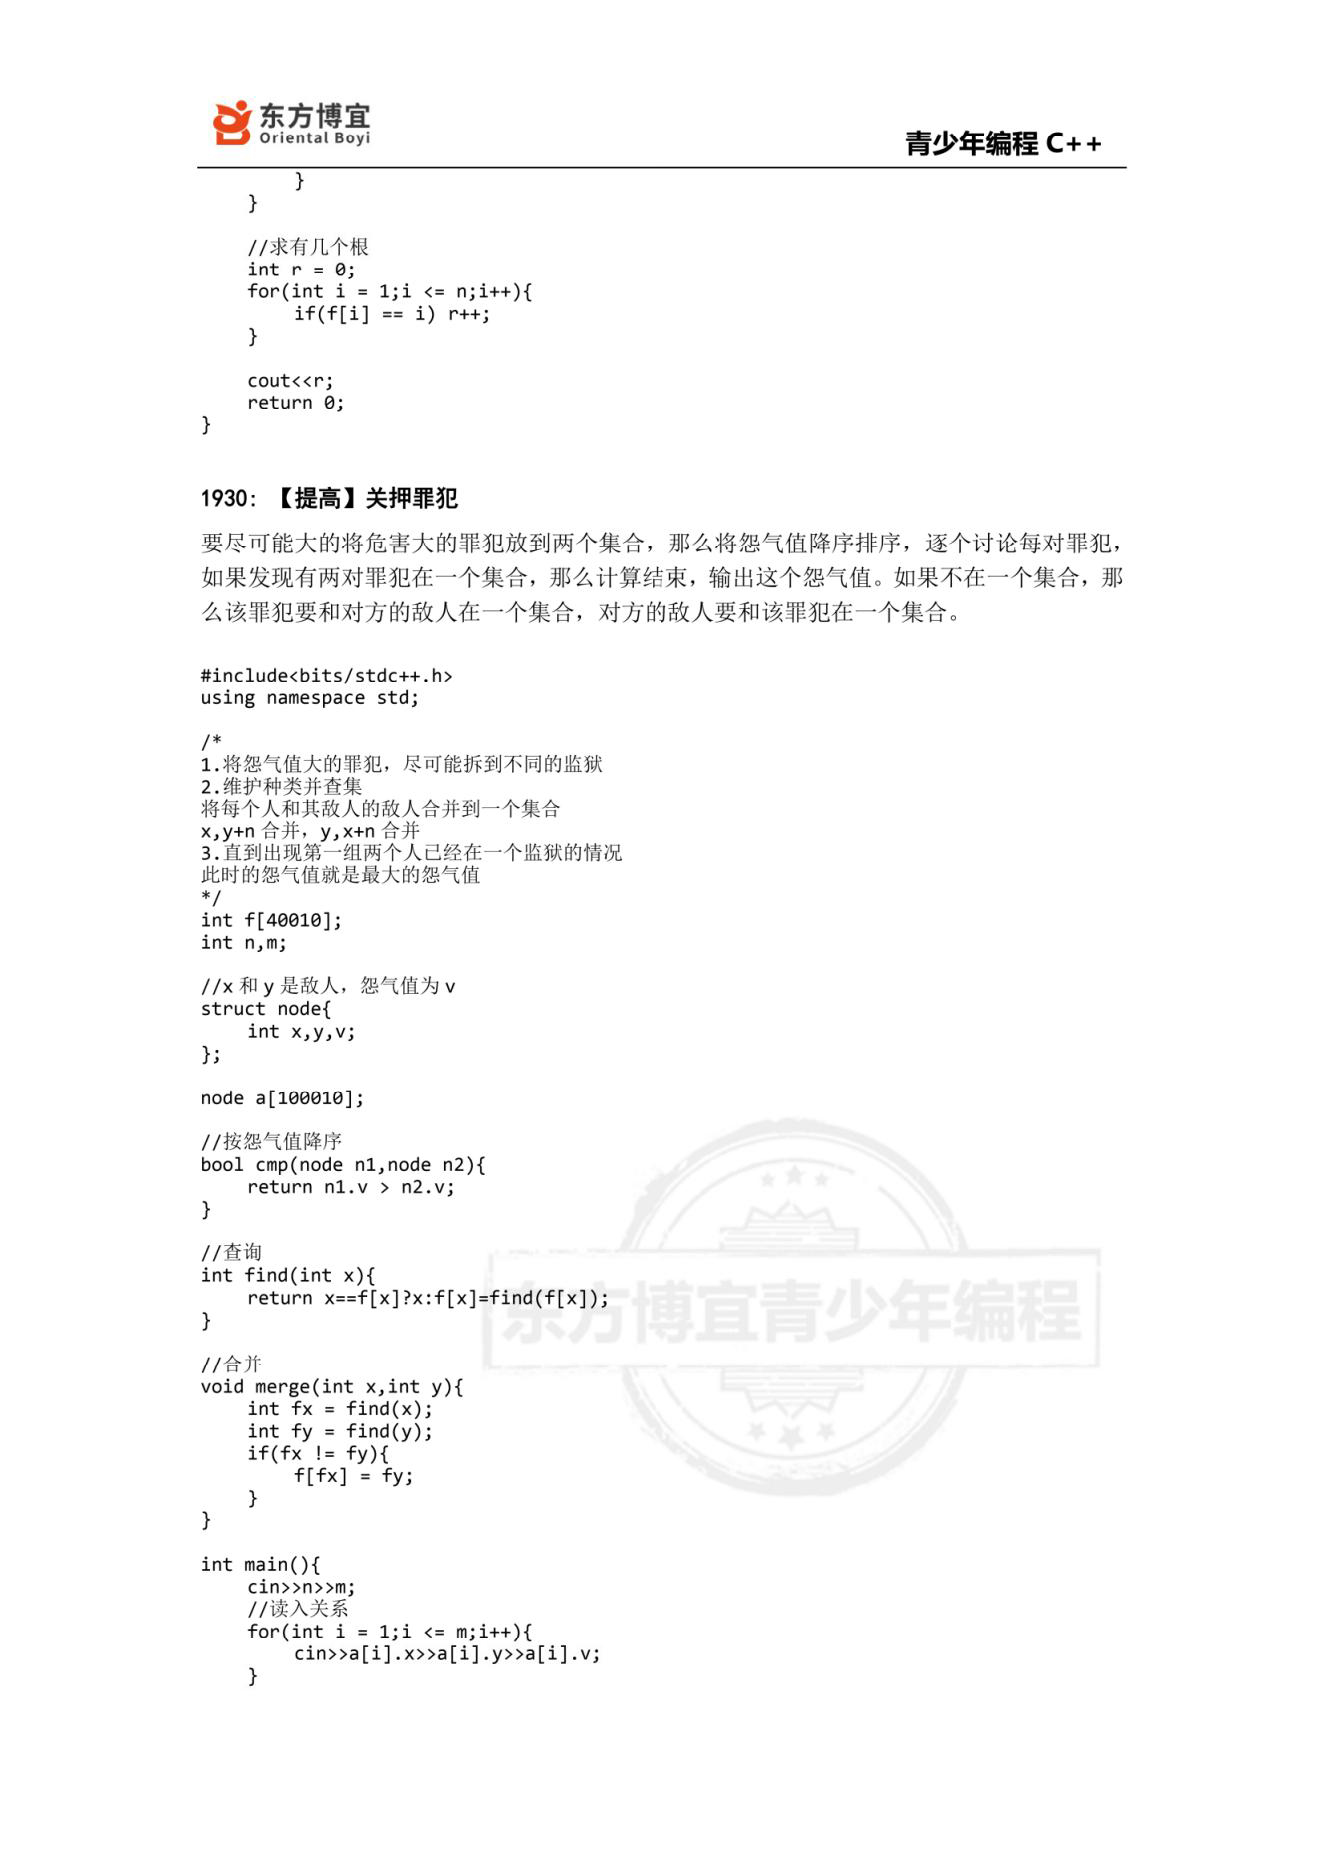 东方博宜
Oriental Boyi
青少年编程 C++
        }
    }

    //求有几个根
    int r = 0;
    for(int i = 1;i <= n;i++){
        if(f[i] == i) r++;
    }

    cout<<r;
    return 0;
}

1930: 【提高】关押罪犯
要尽可能大的将危害大的罪犯放到两个集合，那么将怨气值降序排序，逐个讨论每对罪犯，
如果发现有两对罪犯在一个集合，那么计算结束，输出这个怨气值。如果不在一个集合，那
么该罪犯要和对方的敌人在一个集合，对方的敌人要和该罪犯在一个集合。

#include<bits/stdc++.h>
using namespace std;

/*
1.将怨气值大的罪犯，尽可能拆到不同的监狱
2.维护种类并查集
将每个人和其敌人的敌人合并到一个集合
x,y+n 合并，y,x+n 合并
3.直到出现第一组两个人已经在一个监狱的情况
此时的怨气值就是最大的怨气值
*/
int f[40010];
int n,m;

//x 和 y 是敌人，怨气值为 v
struct node{
    int x,y,v;
};

node a[100010];

//按怨气值降序
bool cmp(node n1,node n2){
    return n1.v > n2.v;
}

//查询
int find(int x){
    return x==f[x]?x:f[x]=find(f[x]);
}

//合并
void merge(int x,int y){
    int fx = find(x);
    int fy = find(y);
    if(fx != fy){
        f[fx] = fy;
    }
}

int main(){
    cin>>n>>m;
    //读入关系
    for(int i = 1;i <= m;i++){
        cin>>a[i].x>>a[i].y>>a[i].v;
    }
东方博宜青少年编程